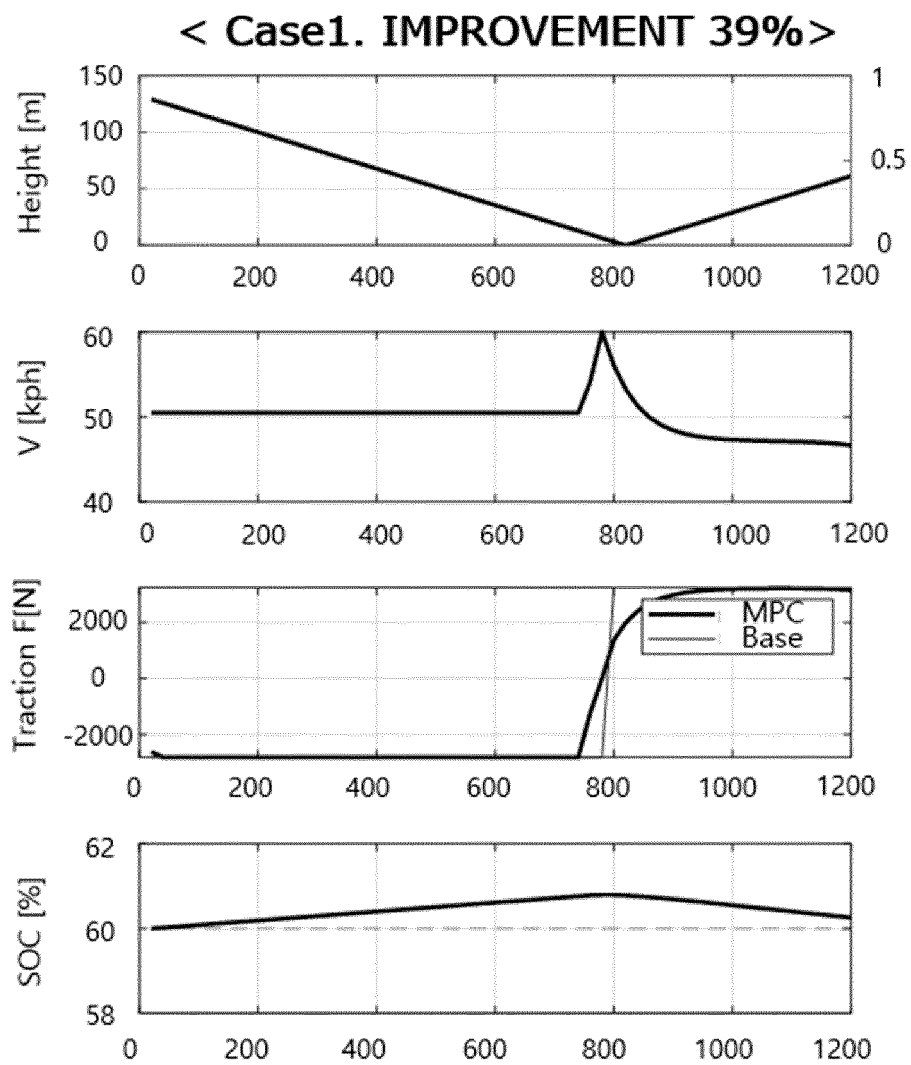 < Case1. IMPROVEMENT 39%>
Height [m]
150
100
50
0
1
0.5
0
0 200 400 600 800 1000 1200
V [kph]
60
50
40
0 200 400 600 800 1000 1200
Traction F[N]
2000
0
-2000
MPC
Base
0 200 400 600 800 1000 1200
SOC [%]
62
60
58
0 200 400 600 800 1000 1200